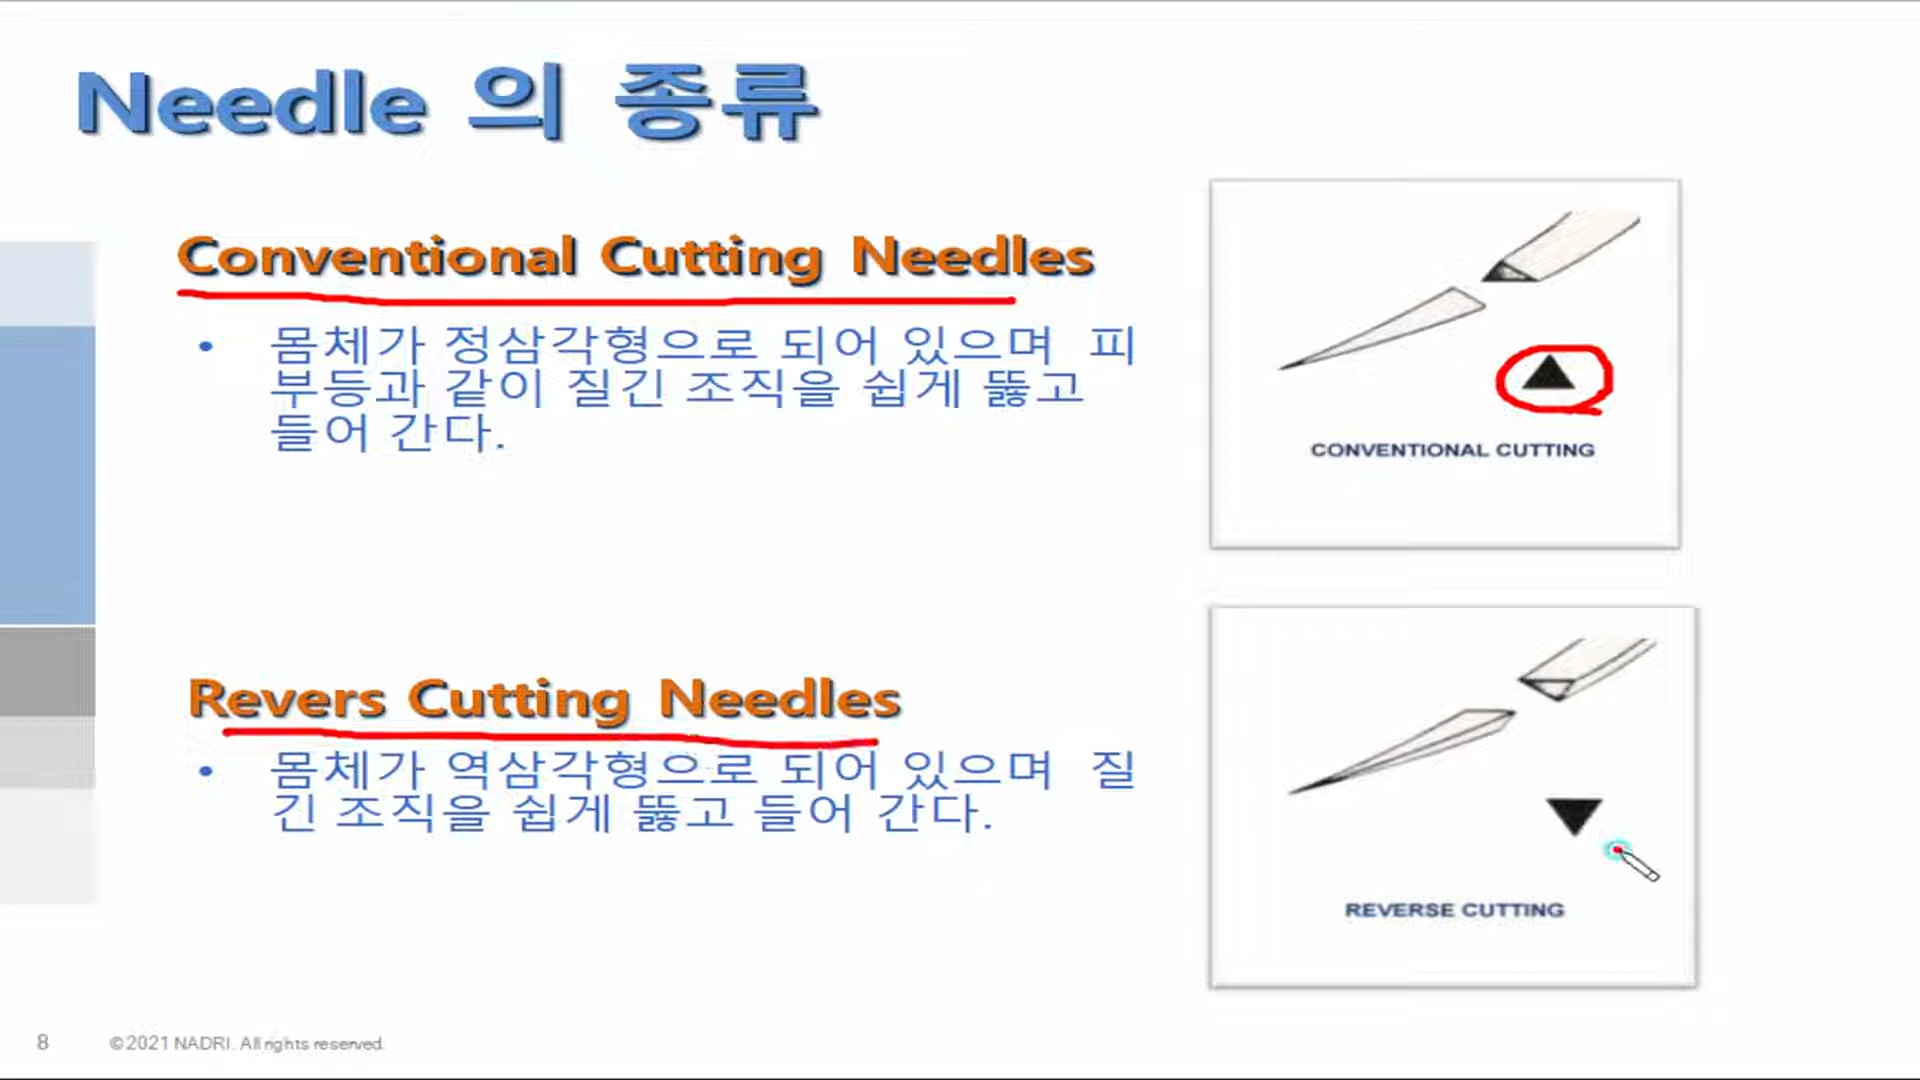 Needle 의 종류
Conventional Cutting Needles
• 몸체가 정삼각형으로 되어 있으며 피
부등과 같이 질긴 조직을 쉽게 뚫고
들어 간다.
CONVENTIONAL CUTTING
Revers Cutting Needles
• 몸체가 역삼각형으로 되어 있으며 질
긴 조직을 쉽게 뚫고 들어 간다.
REVERSE CUTTING
8 ©2021 NADRI. All rights reserved.